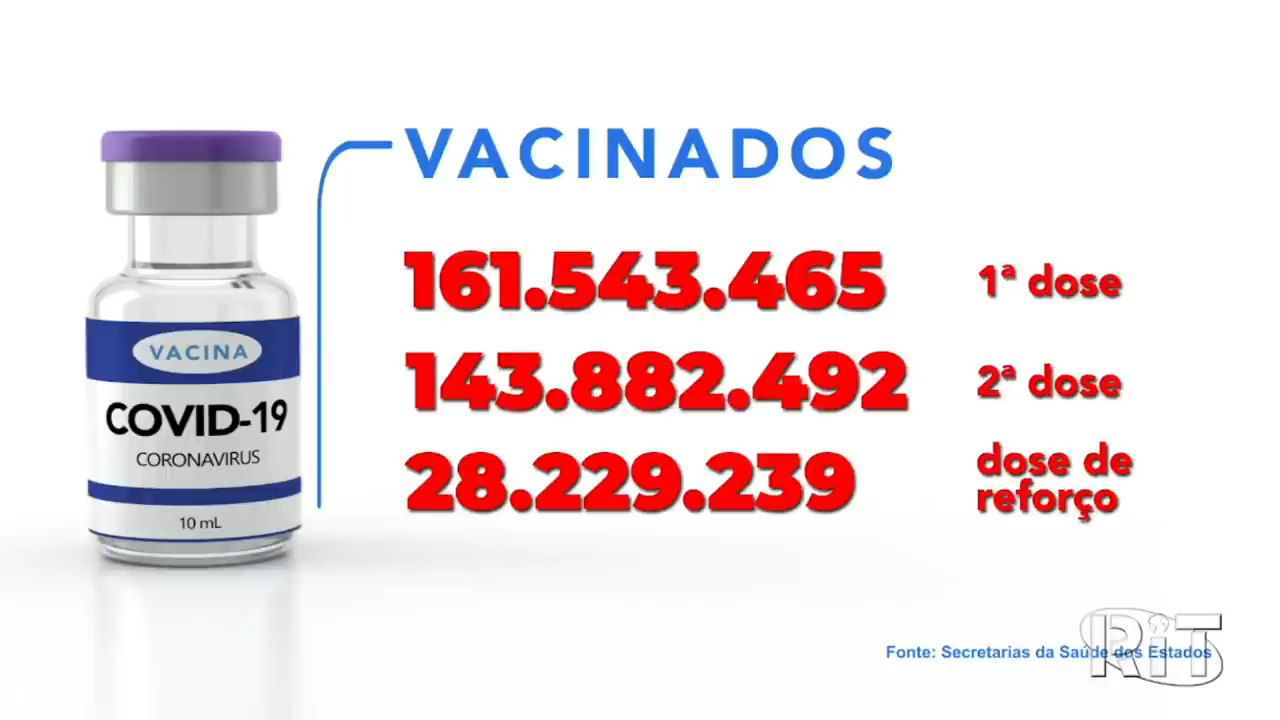 VACINADOS
161.543.465 1ª dose
143.882.492 2ª dose
28.229.239 dose de
reforço
VACINA
COVID-19
CORONAVIRUS
10 mL
Fonte: Secretarias da Saúde dos Estados
RiT